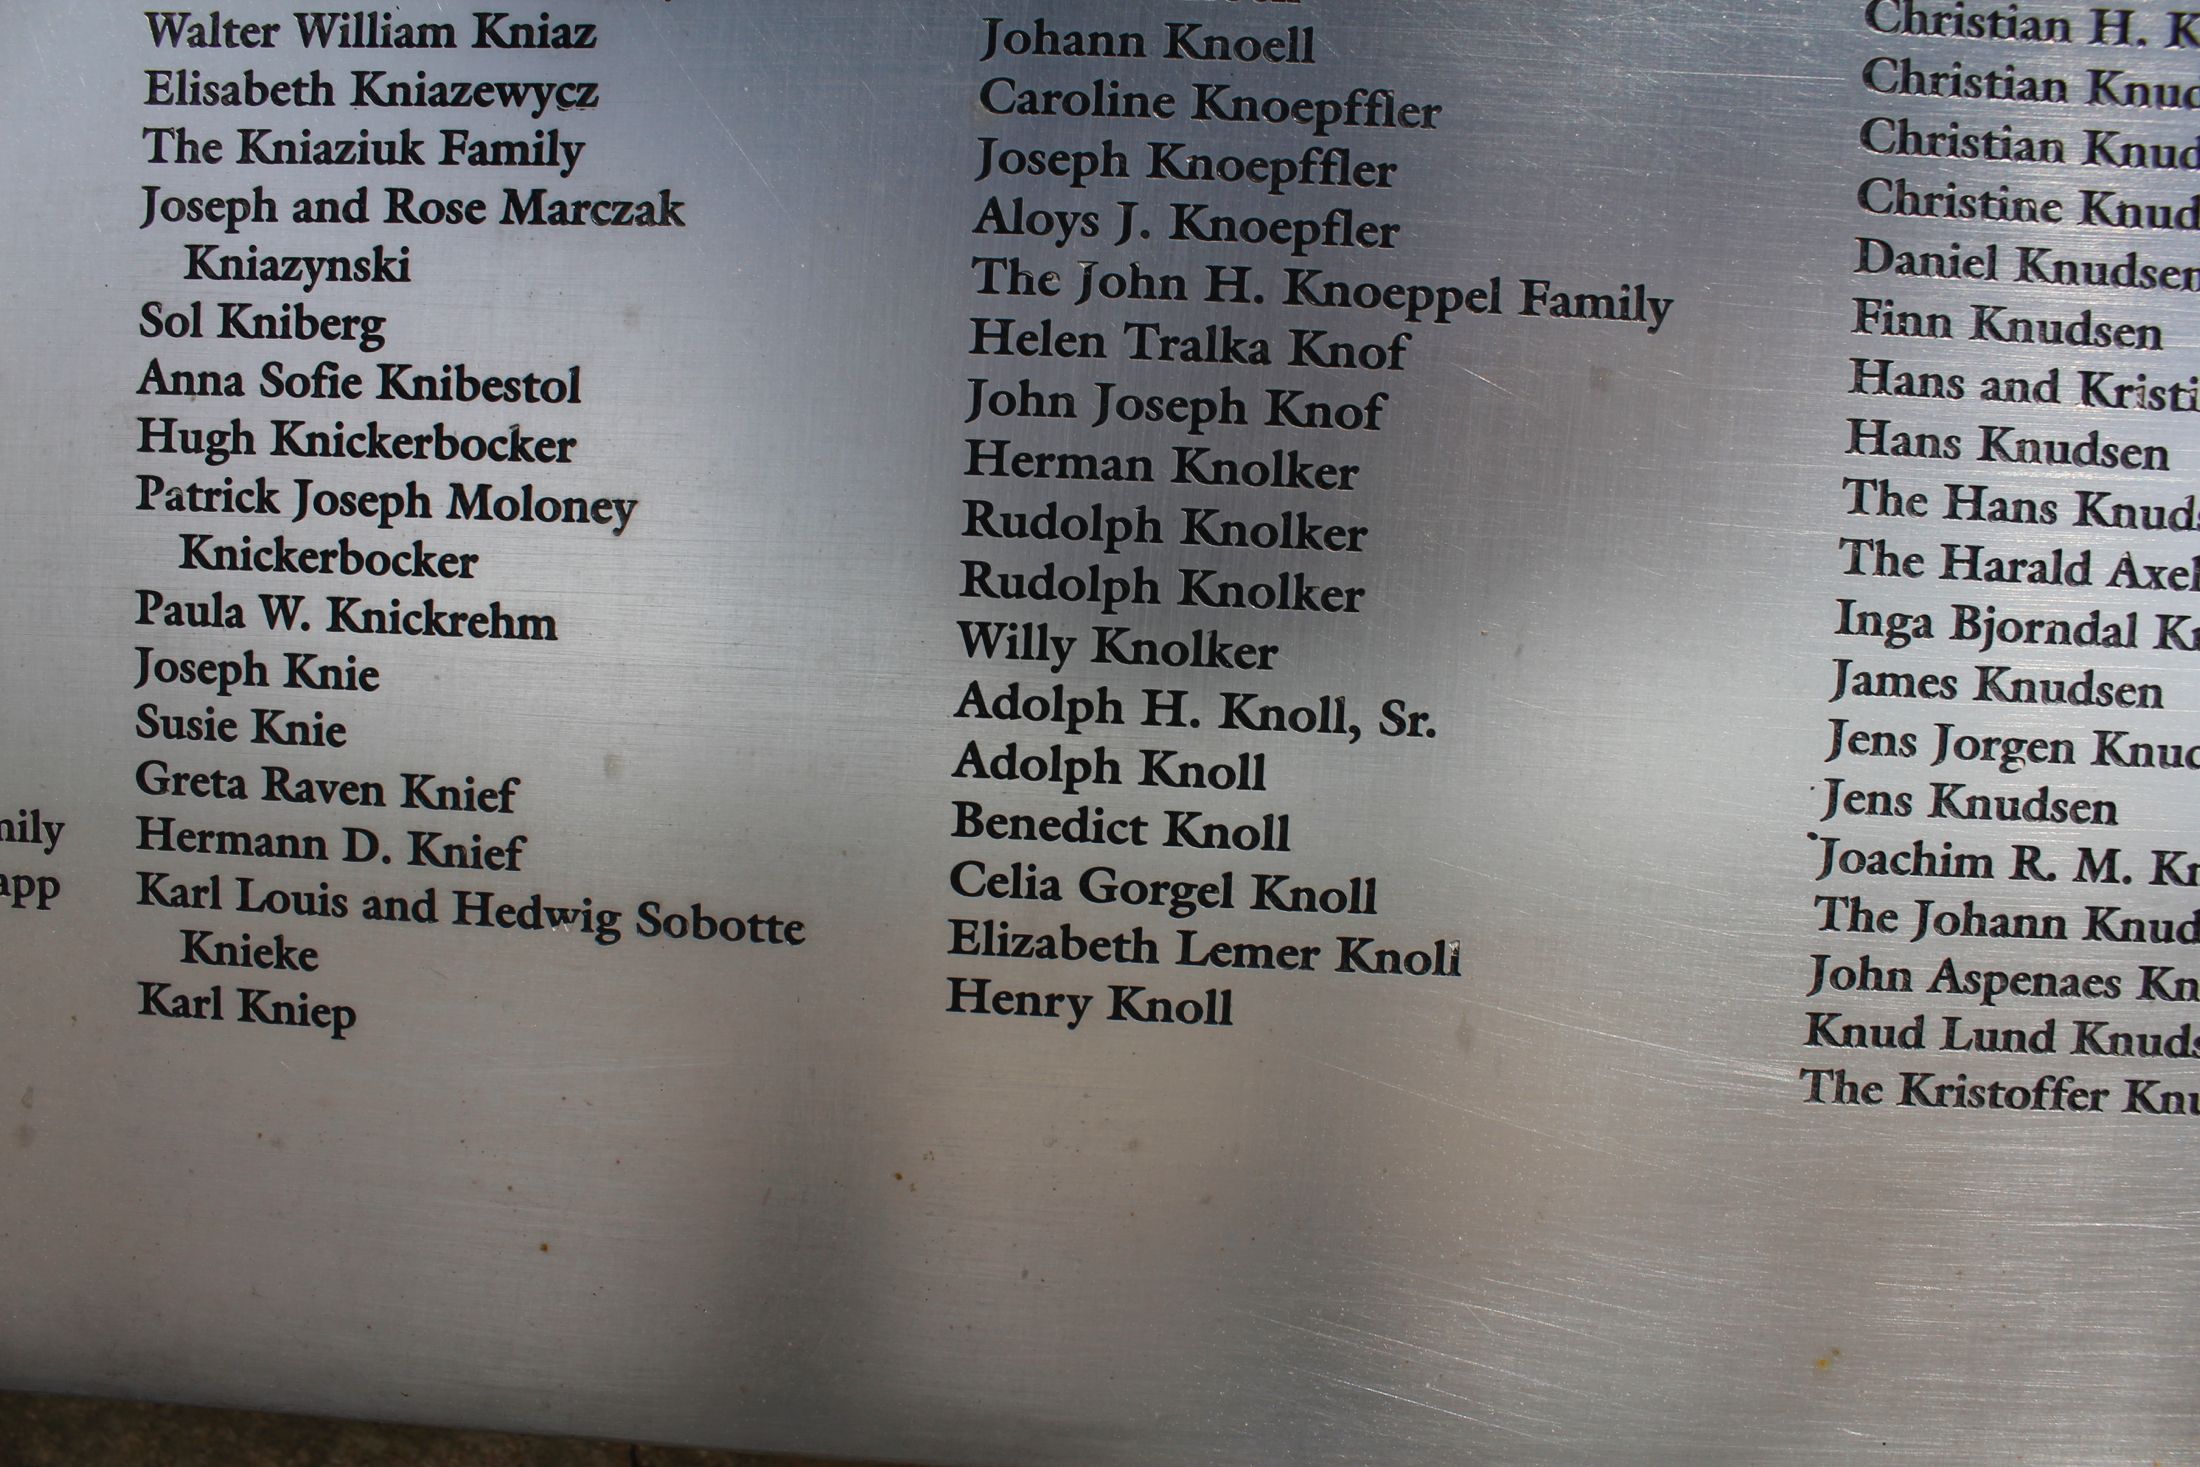 Walter William Kniaz
Elisabeth Kniazewycz
The Kniaziuk Family
Joseph and Rose Marczak
Kniazynski
Sol Kniberg
Anna Sofie Knibestol
Hugh Knickerbocker
Patrick Joseph Moloney
Knickerbocker
Paula W. Knickrehm
Joseph Knie
Susie Knie
Greta Raven Knief
Hermann D. Knief
Karl Louis and Hedwig Sobotte
Knieke
Karl Kniep
Johann Knoell
Caroline Knoepffler
Joseph Knoepffler
Aloys J. Knoepfler
The John H. Knoeppel Family
Helen Tralka Knof
John Joseph Knof
Herman Knolker
Rudolph Knolker
Rudolph Knolker
Willy Knolker
Adolph H. Knoll, Sr.
Adolph Knoll
Benedict Knoll
Celia Gorgel Knoll
Elizabeth Lemer Knoll
Henry Knoll
Christian H.
Christian
Christian
Christine
Daniel Knudsen
Finn Knudsen
Hans and
Hans Knudsen
The Hans
The Harald Axel
Inga Bjorndal
James Knudsen
Jens Jorgen
Jens Knudsen
Joachim R. M.
The Johann
John Aspenaes
Knud Lund
The Kristoffer